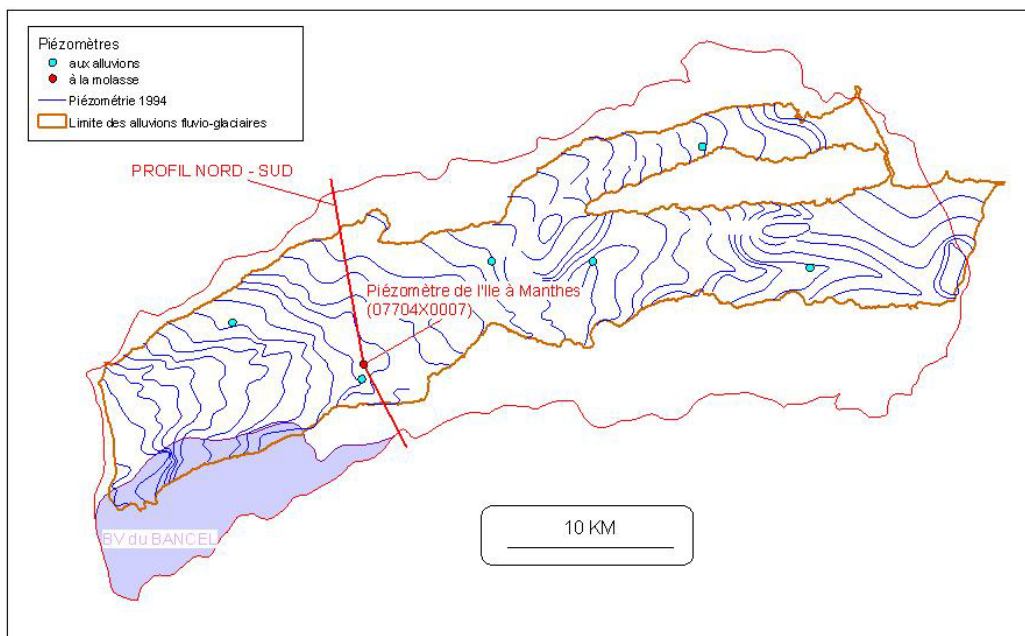 Piézomètres
aux alluvions
à la molasse
Piézométrie 1994
Limite des alluvions fluvio-glaciaires
PROFIL NORD - SUD
Piézomètre de l'Ile à Manthes
(07704X0007)
BV du BANCEL
10 KM